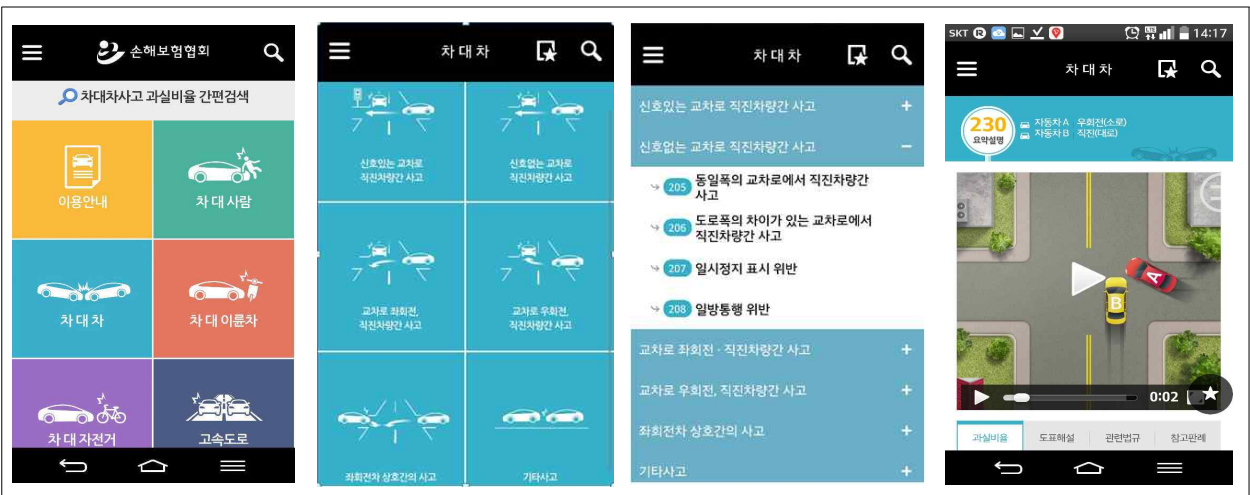 손해보험협회
차대차사고 과실비율 간편검색
이용안내
차 대 사람
차 대 차
차 대 이륜차
차 대 자전거
고속도로
차 대 차
신호있는 교차로
직진차량간 사고
신호없는 교차로
직진차량간 사고
교차로 좌회전,
직진차량간 사고
교차로 우회전,
직진차량간 사고
좌회전차 상호간의 사고
기타사고
차 대 차
신호있는 교차로 직진차량간 사고 +
신호없는 교차로 직진차량간 사고 −
205 동일폭의 교차로에서 직진차량간
사고
206 도로폭의 차이가 있는 교차로에서
직진차량간 사고
207 일시정지 표시 위반
208 일방통행 위반
교차로 좌회전 · 직진차량간 사고 +
교차로 우회전, 직진차량간 사고 +
좌회전차 상호간의 사고 +
기타사고 +
SKT 14:17
차 대 차
230
요약설명
자동차 A 우회전(소로)
자동차 B 직진(대로)
A
B
0:02
과실비율 도표해설 관련법규 참고판례